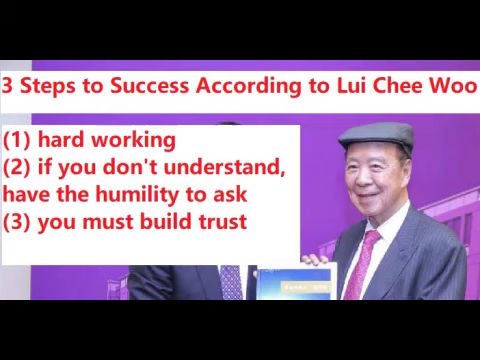 3 Steps to Success According to Lui Chee Woo
(1) hard working
(2) if you don't understand,
have the humility to ask
(3) you must build trust